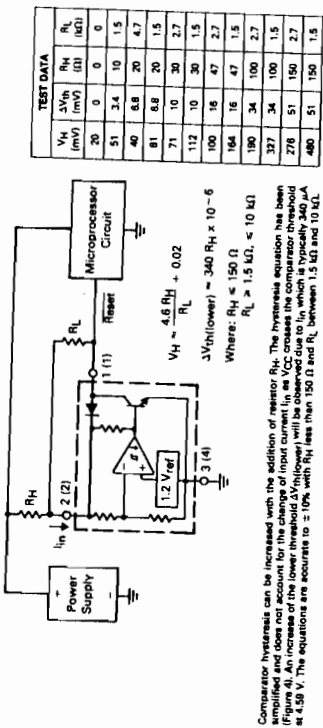 Power
Supply
+
−
RH
Iin
2 (2)
RL
1 (1)
Reset
Microprocessor
Circuit
1.2 Vref
3 (4)
VH ≈ 4.6 RH / RL + 0.02
ΔVth(lower) ≈ 340 RH x 10−6
Where: RH ≤ 150 Ω
RL ≥ 1.5 kΩ, ≤ 10 kΩ
TEST DATA
VH (mV) ΔVth (mV) RH (Ω) RL (kΩ)
20 0 0 0
51 3.4 10 1.5
40 6.8 20 4.7
81 6.8 20 1.5
71 10 30 2.7
112 10 30 1.5
100 16 47 2.7
164 16 47 1.5
190 34 100 2.7
327 34 100 1.5
276 51 150 2.7
480 51 150 1.5
Comparator hysteresis can be increased with the addition of resistor RH. The hysteresis equation has been
simplified and does not account for the change of input current Iin as VCC crosses the comparator threshold
(Figure 4). An increase of the lower threshold ΔVth(lower) will be observed due to Iin which is typically 340 μA
at 4.59 V. The equations are accurate to ± 10% with RH less than 150 Ω and RL between 1.5 kΩ and 10 kΩ.